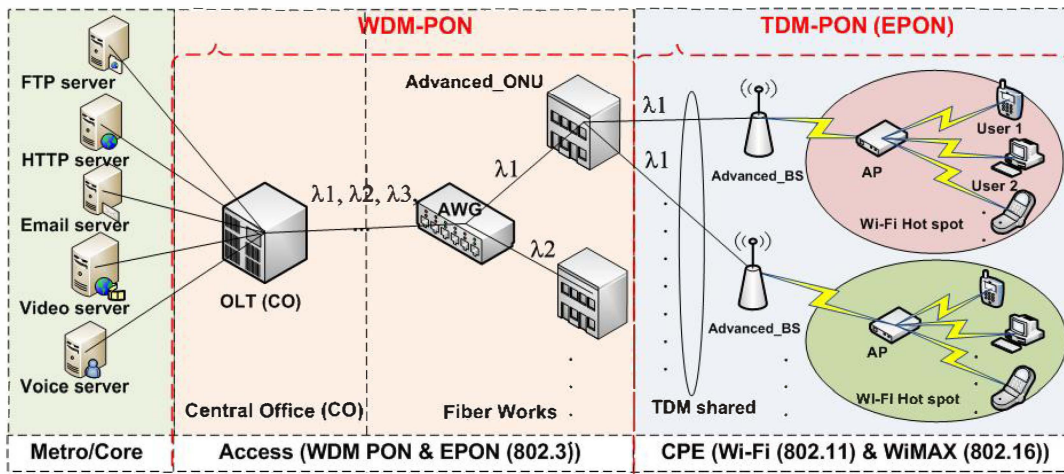 WDM-PON
TDM-PON (EPON)
FTP server
HTTP server
Email server
Video server
Voice server
OLT (CO)
λ1, λ2, λ3,
...
AWG
Advanced_ONU
λ1
λ2
λ1
λ1
Advanced_BS
Advanced_BS
AP
User 1
User 2
Wi-Fi Hot spot
AP
WI-FI Hot spot
Central Office (CO)
Fiber Works
TDM shared
Metro/Core
Access (WDM PON & EPON (802.3))
CPE (Wi-Fi (802.11) & WiMAX (802.16))